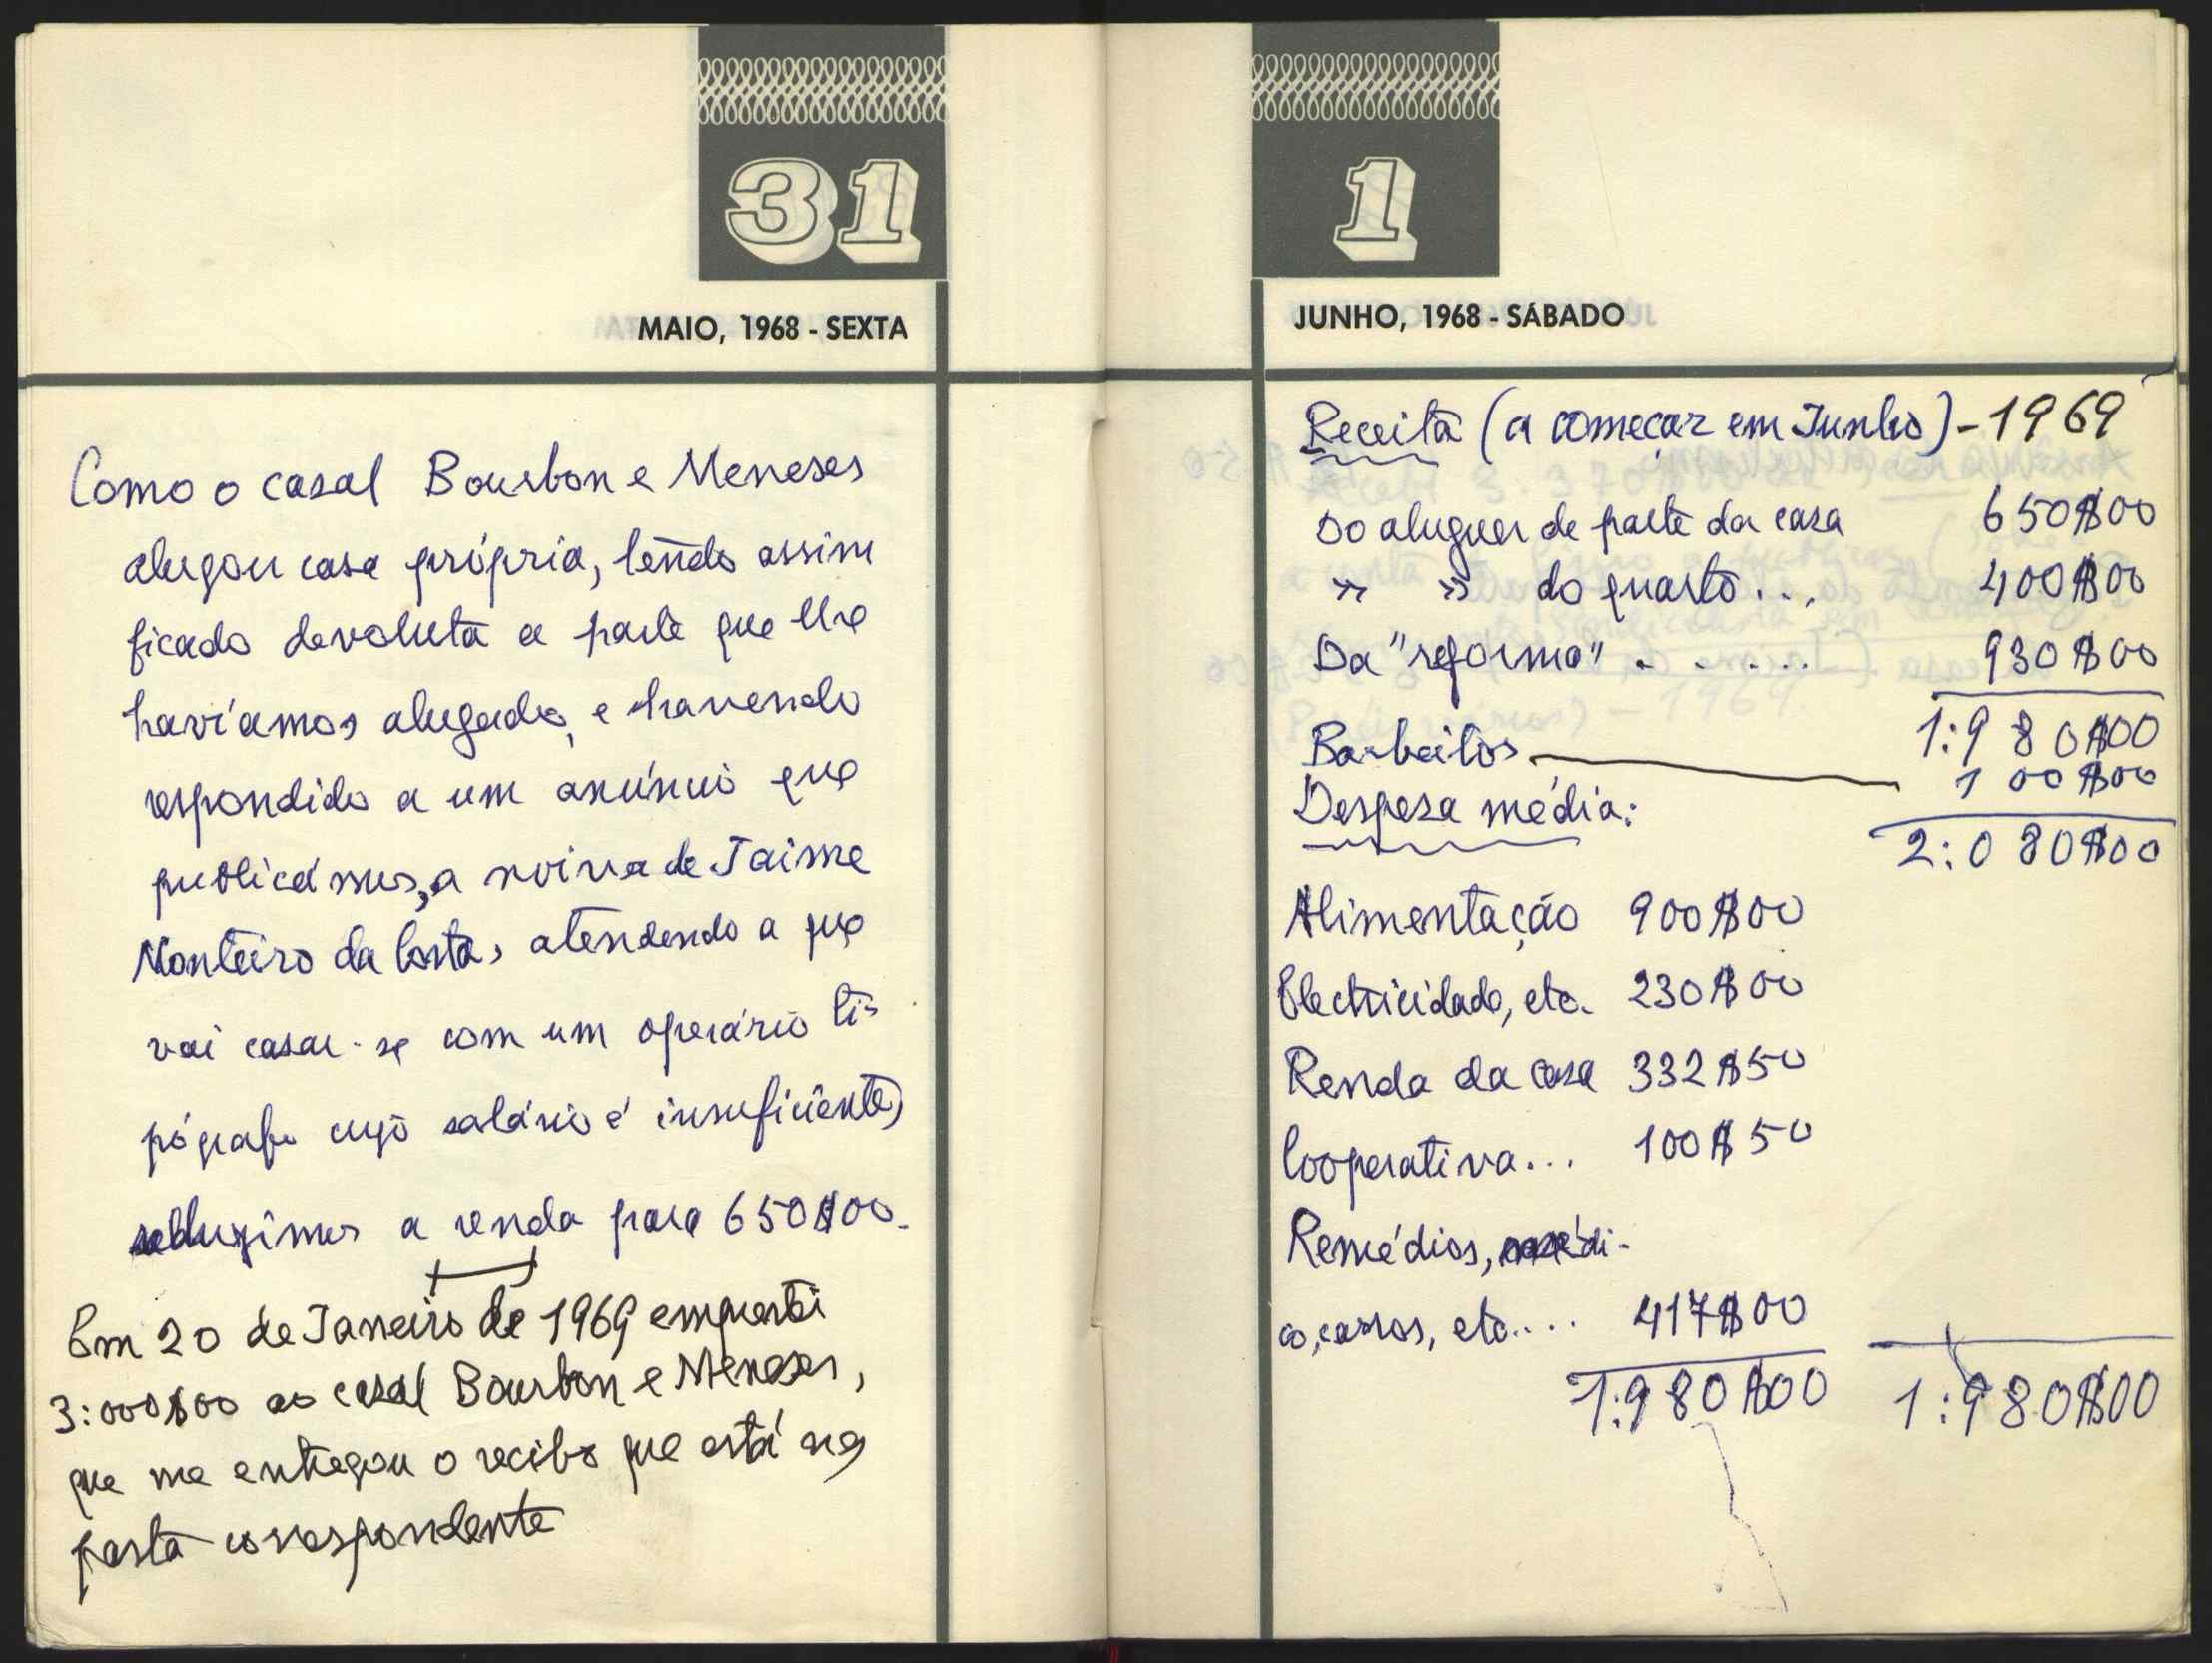 31
MAIO, 1968 - SEXTA
Como o casal Bourbon e Meneses
alugou casa própria, tendo assim
ficado devoluta a parte que lhe
havíamos alugado, e havendo
respondido a um anúncio que
publicámos, a noiva de Jaime
Monteiro da Costa, atendendo a que
vai casar-se com um operário ti-
pógrafo cujo salário é insuficiente,
reduzimos a renda para 650$00.
Em 20 de Janeiro de 1969 emprestei
3:000$00 ao casal Bourbon e Meneses,
que me entregou o recibo que está na
pasta correspondente
1
JUNHO, 1968 - SÁBADO
Receita (a começar em Junho) - 1969
Do aluguer de parte da casa 650$00
" " do quarto... 400$00
Da "reforma" . . .... 930$00
1:980$00
Barbeitos 100$00
Despesa média:
2:080$00
Alimentação 900$00
Electricidade, etc. 230$00
Renda da casa 332$50
Cooperativa... 100$50
Remédios, médi-
co, carros, etc.... 417$00
1:980$00 1:980$00